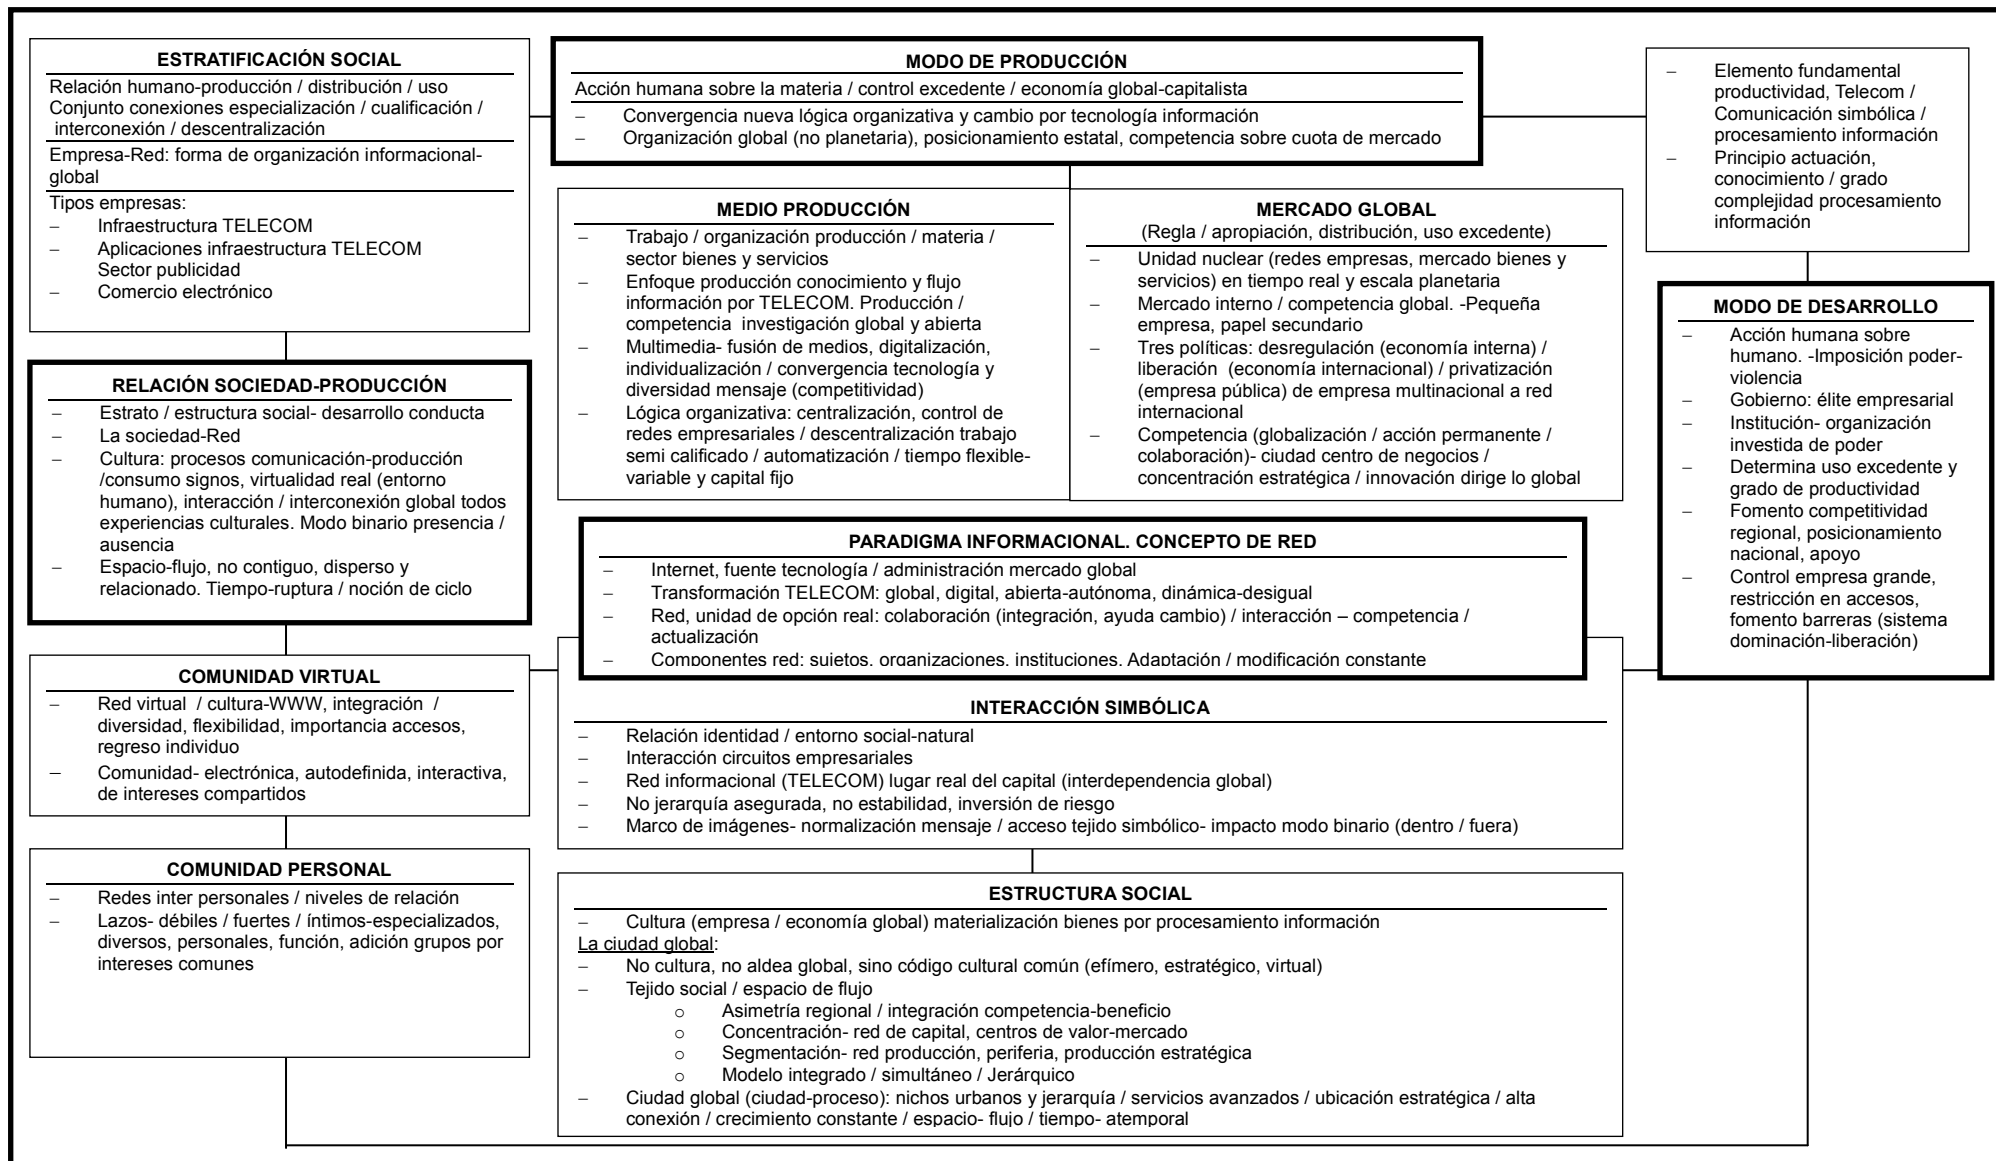 ESTRATIFICACIÓN SOCIAL
Relación humano-producción / distribución / uso
Conjunto conexiones especialización / cualificación /
interconexión / descentralización
Empresa-Red: forma de organización informacional-
global
Tipos empresas:
– Infraestructura TELECOM
– Aplicaciones infraestructura TELECOM
Sector publicidad
– Comercio electrónico
MODO DE PRODUCCIÓN
Acción humana sobre la materia / control excedente / economía global-capitalista
– Convergencia nueva lógica organizativa y cambio por tecnología información
– Organización global (no planetaria), posicionamiento estatal, competencia sobre cuota de mercado
– Elemento fundamental
productividad, Telecom /
Comunicación simbólica /
procesamiento información
– Principio actuación,
conocimiento / grado
complejidad procesamiento
información
MEDIO PRODUCCIÓN
– Trabajo / organización producción / materia /
sector bienes y servicios
– Enfoque producción conocimiento y flujo
información por TELECOM. Producción /
competencia investigación global y abierta
– Multimedia- fusión de medios, digitalización,
individualización / convergencia tecnología y
diversidad mensaje (competitividad)
– Lógica organizativa: centralización, control de
redes empresariales / descentralización trabajo
semi calificado / automatización / tiempo flexible-
variable y capital fijo
MERCADO GLOBAL
(Regla / apropiación, distribución, uso excedente)
– Unidad nuclear (redes empresas, mercado bienes y
servicios) en tiempo real y escala planetaria
– Mercado interno / competencia global. -Pequeña
empresa, papel secundario
– Tres políticas: desregulación (economía interna) /
liberación (economía internacional) / privatización
(empresa pública) de empresa multinacional a red
internacional
– Competencia (globalización / acción permanente /
colaboración)- ciudad centro de negocios /
concentración estratégica / innovación dirige lo global
MODO DE DESARROLLO
– Acción humana sobre
humano. -Imposición poder-
violencia
– Gobierno: élite empresarial
– Institución- organización
investida de poder
– Determina uso excedente y
grado de productividad
– Fomento competitividad
regional, posicionamiento
nacional, apoyo
– Control empresa grande,
restricción en accesos,
fomento barreras (sistema
dominación-liberación)
RELACIÓN SOCIEDAD-PRODUCCIÓN
– Estrato / estructura social- desarrollo conducta
– La sociedad-Red
– Cultura: procesos comunicación-producción
/consumo signos, virtualidad real (entorno
humano), interacción / interconexión global todos
experiencias culturales. Modo binario presencia /
ausencia
– Espacio-flujo, no contiguo, disperso y
relacionado. Tiempo-ruptura / noción de ciclo
PARADIGMA INFORMACIONAL. CONCEPTO DE RED
– Internet, fuente tecnología / administración mercado global
– Transformación TELECOM: global, digital, abierta-autónoma, dinámica-desigual
– Red, unidad de opción real: colaboración (integración, ayuda cambio) / interacción – competencia /
actualización
– Componentes red: sujetos, organizaciones, instituciones. Adaptación / modificación constante
COMUNIDAD VIRTUAL
– Red virtual / cultura-WWW, integración /
diversidad, flexibilidad, importancia accesos,
regreso individuo
– Comunidad- electrónica, autodefinida, interactiva,
de intereses compartidos
INTERACCIÓN SIMBÓLICA
– Relación identidad / entorno social-natural
– Interacción circuitos empresariales
– Red informacional (TELECOM) lugar real del capital (interdependencia global)
– No jerarquía asegurada, no estabilidad, inversión de riesgo
– Marco de imágenes- normalización mensaje / acceso tejido simbólico- impacto modo binario (dentro / fuera)
COMUNIDAD PERSONAL
– Redes inter personales / niveles de relación
– Lazos- débiles / fuertes / íntimos-especializados,
diversos, personales, función, adición grupos por
intereses comunes
ESTRUCTURA SOCIAL
– Cultura (empresa / economía global) materialización bienes por procesamiento información
La ciudad global:
– No cultura, no aldea global, sino código cultural común (efímero, estratégico, virtual)
– Tejido social / espacio de flujo
o Asimetría regional / integración competencia-beneficio
o Concentración- red de capital, centros de valor-mercado
o Segmentación- red producción, periferia, producción estratégica
o Modelo integrado / simultáneo / Jerárquico
– Ciudad global (ciudad-proceso): nichos urbanos y jerarquía / servicios avanzados / ubicación estratégica / alta
conexión / crecimiento constante / espacio- flujo / tiempo- atemporal